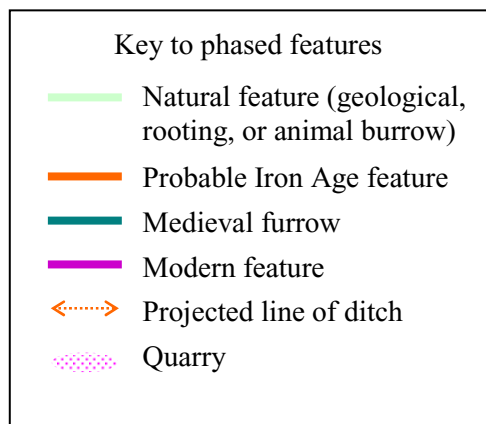 Key to phased features
Natural feature (geological,
rooting, or animal burrow)
Probable Iron Age feature
Medieval furrow
Modern feature
Projected line of ditch
Quarry